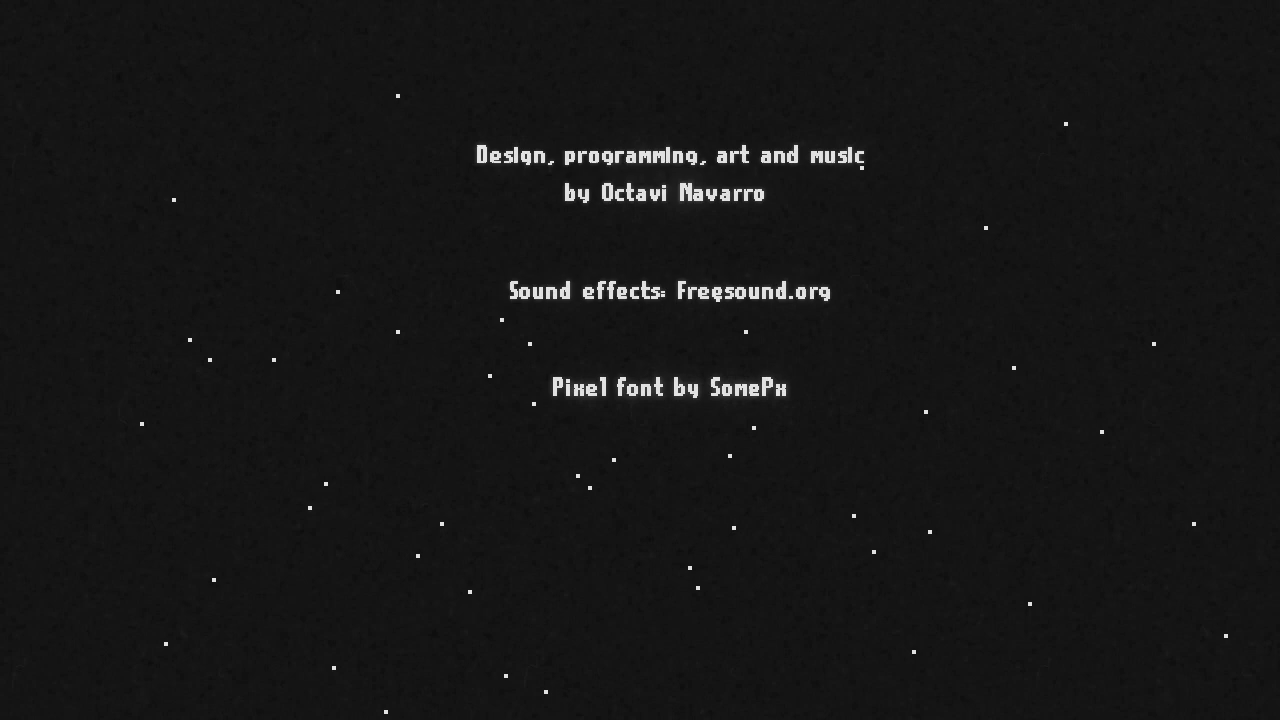 Design, programming, art and music
by Octavi Navarro
Sound effects: Freesound.org
Pixel font by SomePx